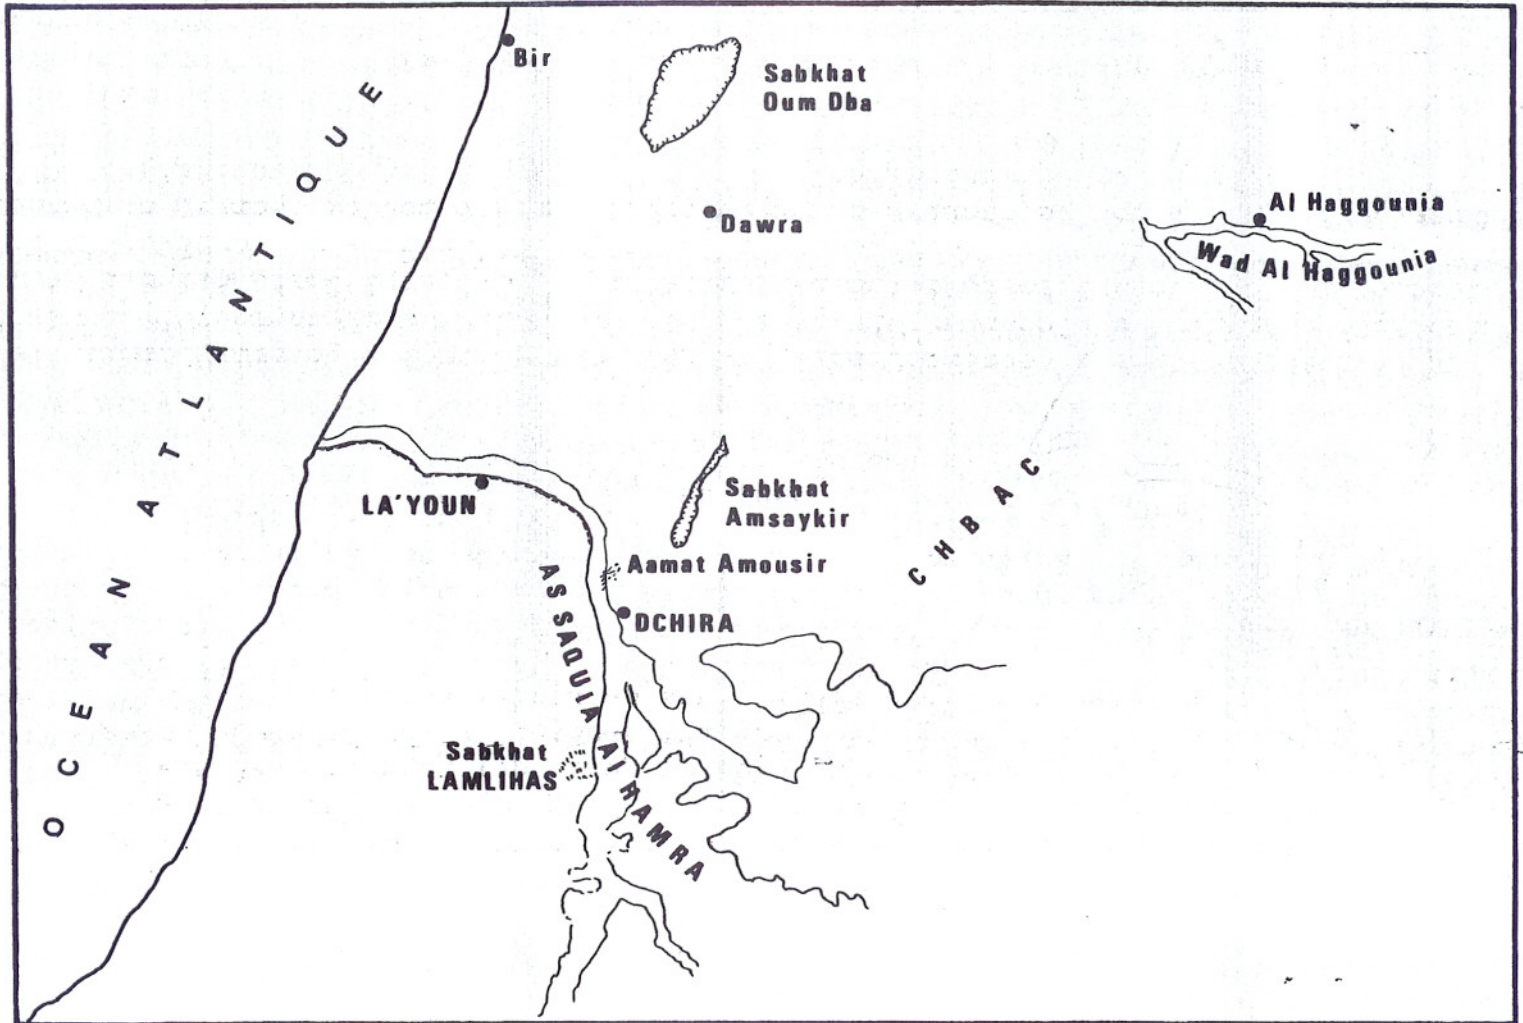 Bir
Sabkhat
Oum Dba
OCEAN ATLANTIQUE
Dawra
Al Haggounia
Wad Al Haggounia
LA'YOUN
Sabkhat
Amsaykir
CHBAC
Aamat Amousir
DCHIRA
AS SAQUIA Al HAMRA
Sabkhat
LAMLIHAS